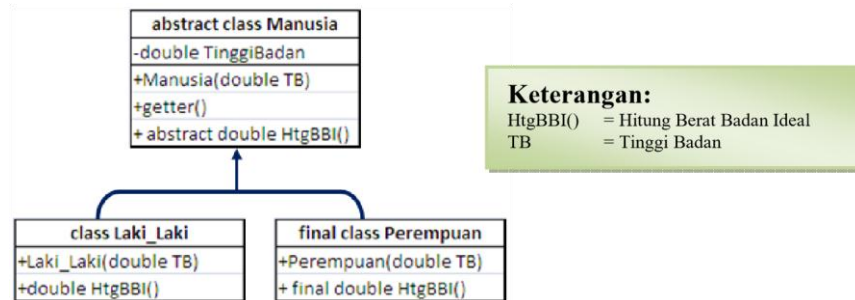 abstract class Manusia
-double TinggiBadan
+Manusia(double TB)
+getter()
+ abstract double HtgBBI()
Keterangan:
HtgBBI() = Hitung Berat Badan Ideal
TB = Tinggi Badan
class Laki_Laki
+Laki_Laki(double TB)
+double HtgBBI()
final class Perempuan
+Perempuan(double TB)
+ final double HtgBBI()